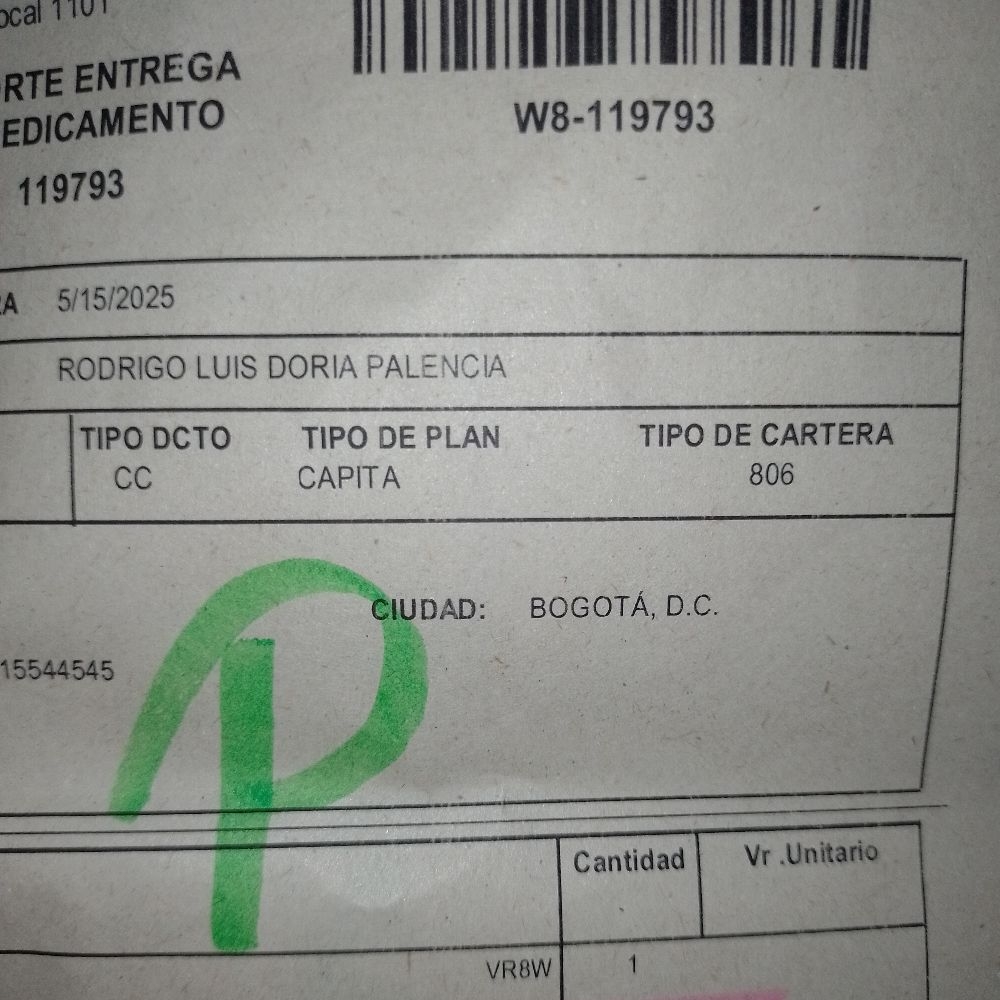 ocal 1101
RTE ENTREGA
EDICAMENTO
119793
W8-119793
RA 5/15/2025
RODRIGO LUIS DORIA PALENCIA
TIPO DCTO TIPO DE PLAN TIPO DE CARTERA
CC CAPITA 806
CIUDAD: BOGOTÁ, D.C.
15544545
P
Cantidad Vr .Unitario
VR8W 1